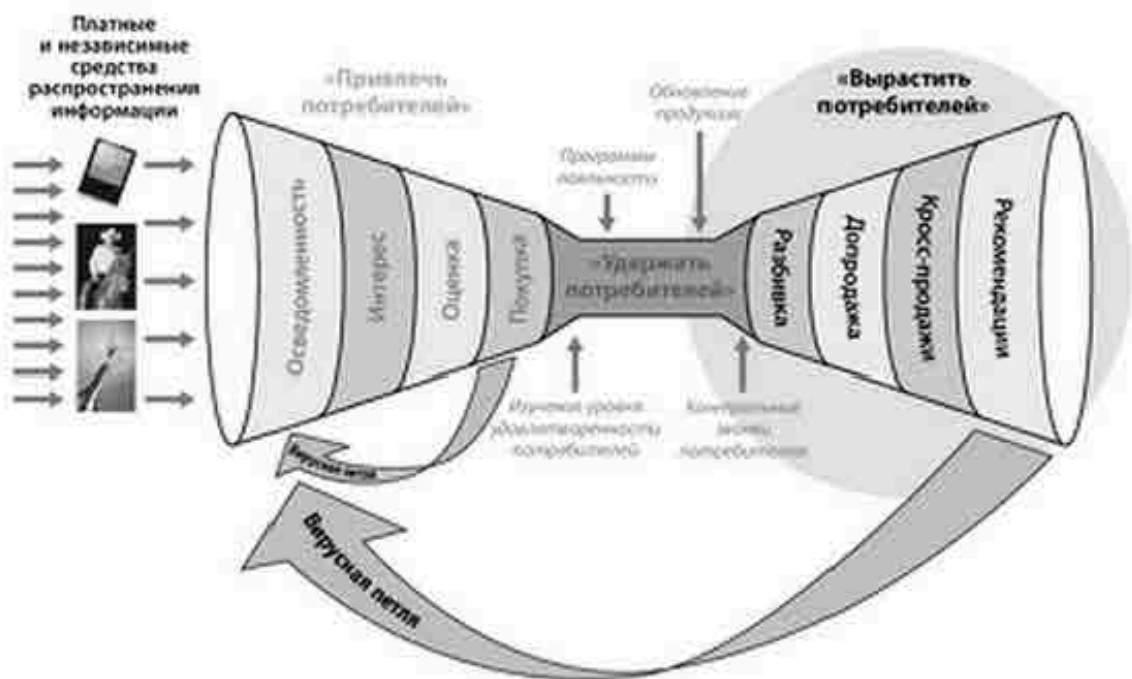 Платные
и независимые
средства
распространения
информации
«Привлечь
потребителей»
Обновление
продукции
«Вырастить
потребителей»
Программы
лояльности
Осведомленность
Интерес
Оценка
Покупка
«Удержать
потребителей»
Разбивка
Допродажа
Кросс-продажи
Рекомендации
Изучение уровня
удовлетворенности
потребителей
Контрольные
звонки
потребителям
Вирусная петля
Вирусная петля